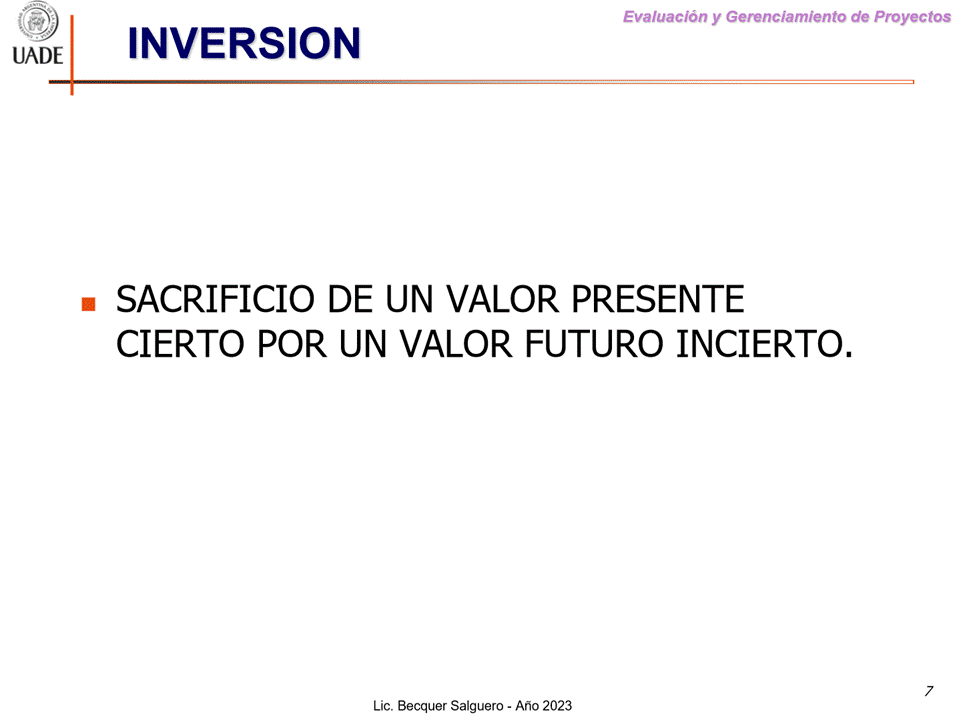 Evaluación y Gerenciamiento de Proyectos
UADE
INVERSION
SACRIFICIO DE UN VALOR PRESENTE
CIERTO POR UN VALOR FUTURO INCIERTO.
7
Lic. Becquer Salguero - Año 2023